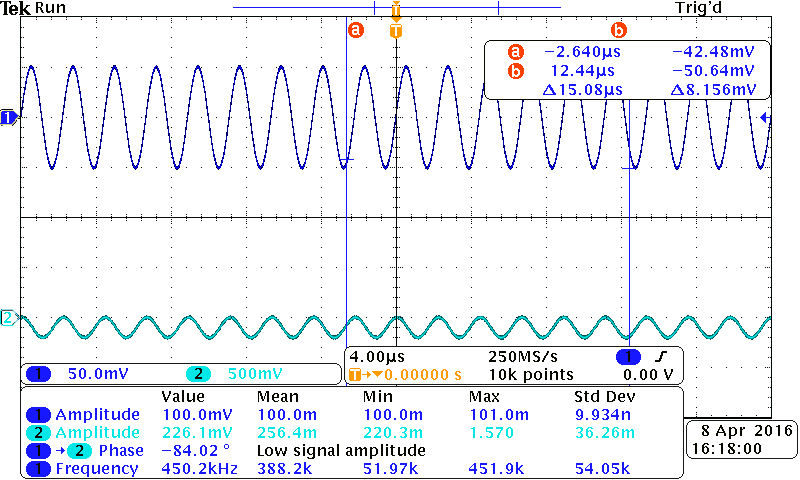 Tek Run Trig'd
a b
T
T
a −2.640µs −42.48mV
b 12.44µs −50.64mV
Δ15.08µs Δ8.156mV
1
2
1 50.0mV 2 500mV
4.00µs 250MS/s 1
T→▼0.00000 s 10k points 0.00 V
Value Mean Min Max Std Dev
1 Amplitude 100.0mV 100.0m 100.0m 101.0m 9.934n
2 Amplitude 226.1mV 256.4m 220.3m 1.570 36.26m
1 → 2 Phase −84.02 ° Low signal amplitude
1 Frequency 450.2kHz 388.2k 51.97k 451.9k 54.05k
8 Apr 2016
16:18:00